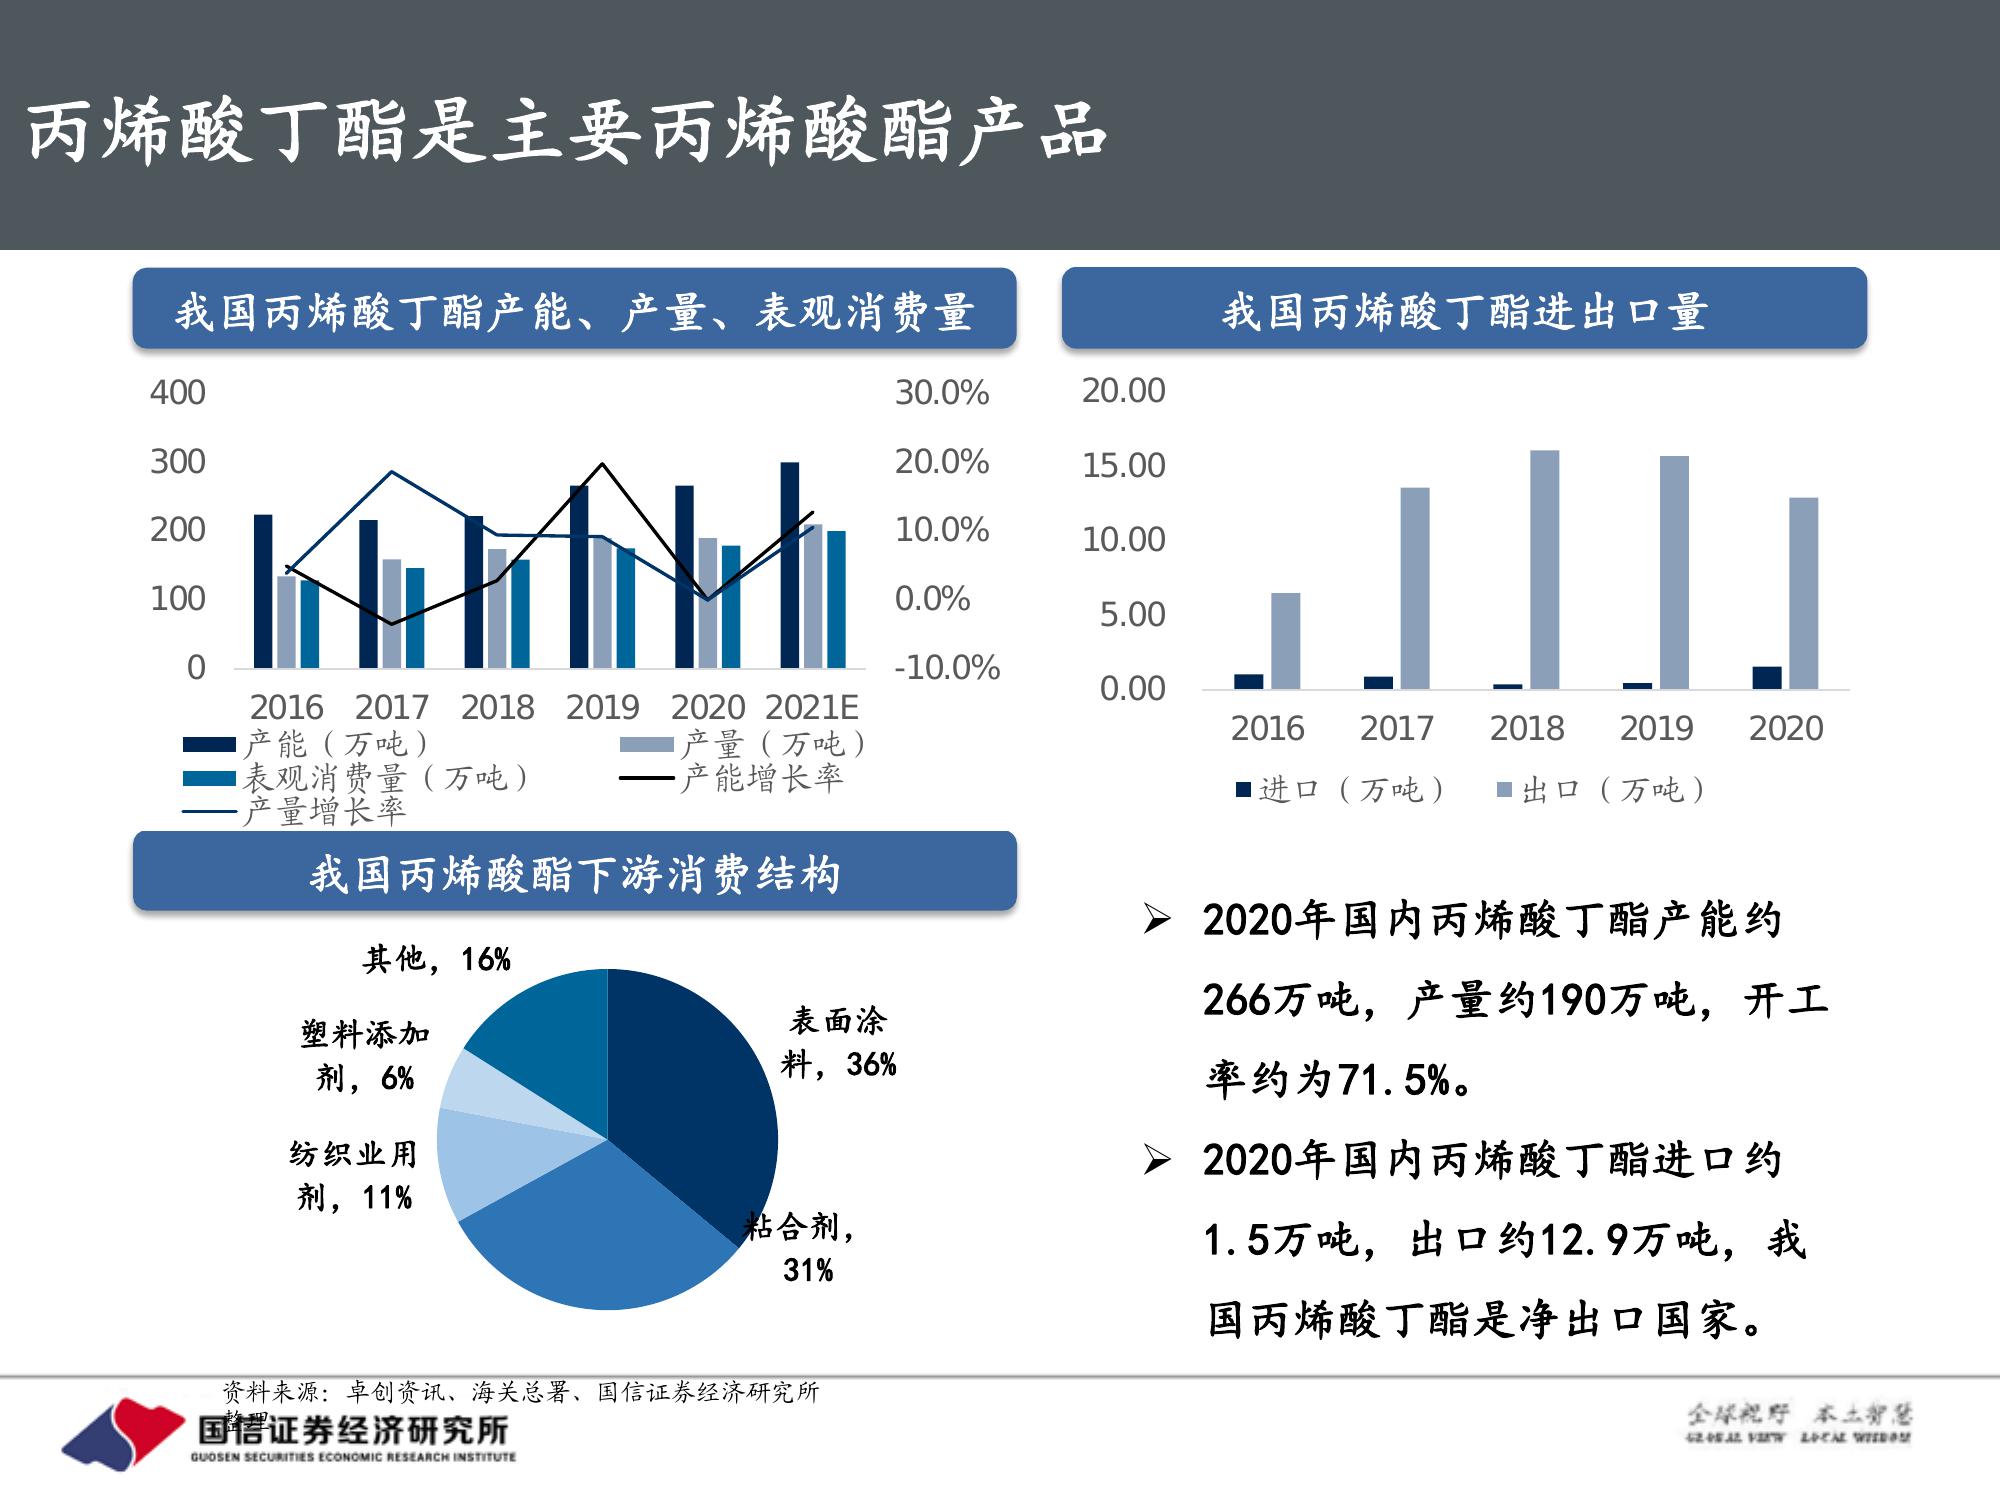 丙烯酸丁酯是主要丙烯酸酯产品
我国丙烯酸丁酯产能、产量、表观消费量
400
300
200
100
0
30.0%
20.0%
10.0%
0.0%
-10.0%
2016 2017 2018 2019 2020 2021E
产能（万吨） 产量（万吨）
表观消费量（万吨） 产能增长率
产量增长率
我国丙烯酸丁酯进出口量
20.00
15.00
10.00
5.00
0.00
2016 2017 2018 2019 2020
进口（万吨） 出口（万吨）
我国丙烯酸酯下游消费结构
其他，16%
表面涂
料，36%
塑料添加
剂，6%
纺织业用
剂，11%
粘合剂，
31%
➢ 2020年国内丙烯酸丁酯产能约
266万吨，产量约190万吨，开工
率约为71.5%。
➢ 2020年国内丙烯酸丁酯进口约
1.5万吨，出口约12.9万吨，我
国丙烯酸丁酯是净出口国家。
资料来源：卓创资讯、海关总署、国信证券经济研究所
整理
国信证券经济研究所
GUOSEN SECURITIES ECONOMIC RESEARCH INSTITUTE
全球视野 本土智慧
GLOBAL VIEW LOCAL WISDOM